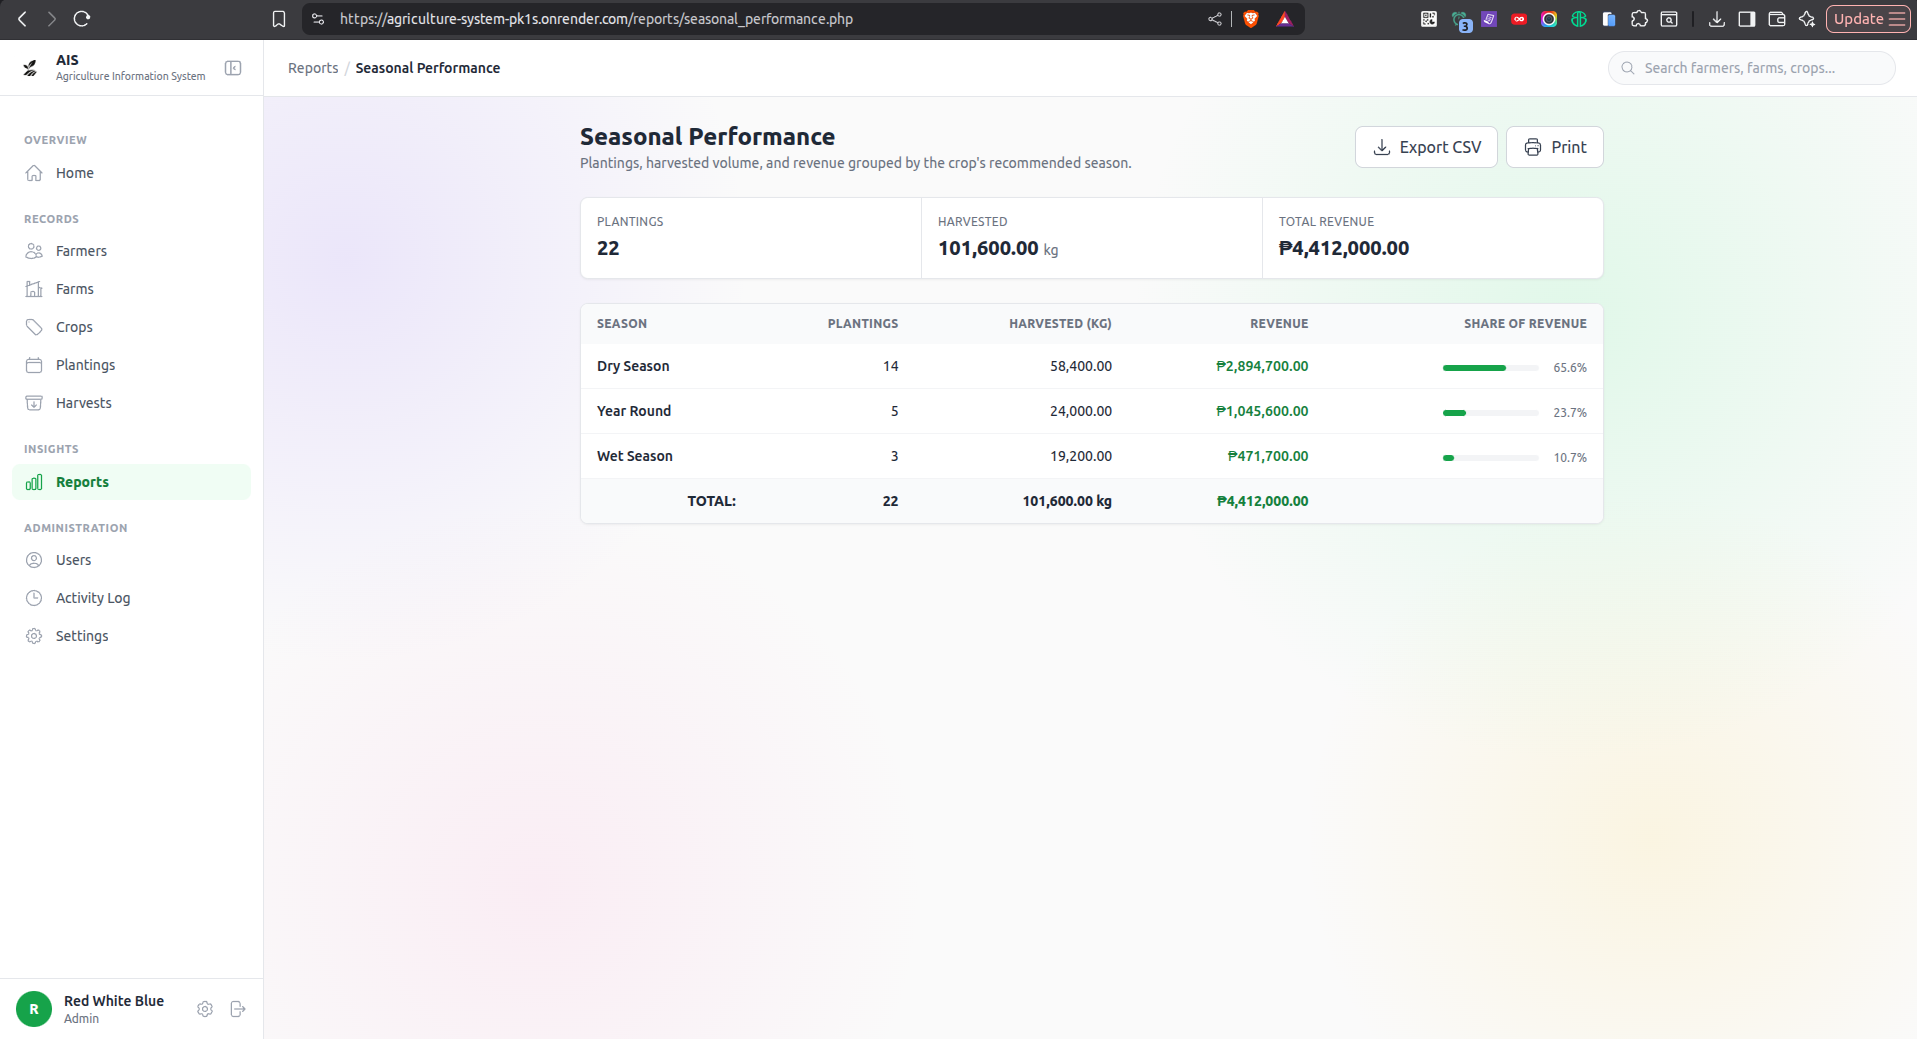 https://agriculture-system-pk1s.onrender.com/reports/seasonal_performance.php
3
Update
AIS
Agriculture Information System
Reports / Seasonal Performance
Search farmers, farms, crops...
OVERVIEW
Home
RECORDS
Farmers
Farms
Crops
Plantings
Harvests
INSIGHTS
Reports
ADMINISTRATION
Users
Activity Log
Settings
R
Red White Blue
Admin
Seasonal Performance
Plantings, harvested volume, and revenue grouped by the crop's recommended season.
Export CSV
Print
PLANTINGS
22
HARVESTED
101,600.00 kg
TOTAL REVENUE
₱4,412,000.00
SEASON PLANTINGS HARVESTED (KG) REVENUE SHARE OF REVENUE
Dry Season 14 58,400.00 ₱2,894,700.00 65.6%
Year Round 5 24,000.00 ₱1,045,600.00 23.7%
Wet Season 3 19,200.00 ₱471,700.00 10.7%
TOTAL: 22 101,600.00 kg ₱4,412,000.00